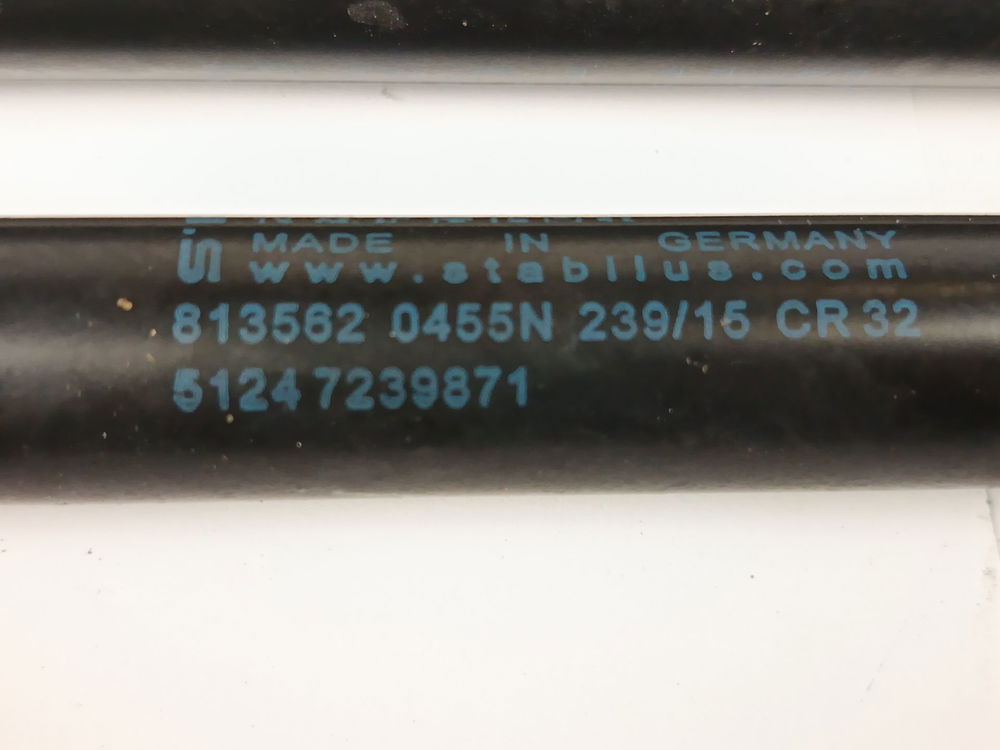 MADE IN GERMANY
www.stabilus.com
813562 0455N 239/15 CR 32
51247239871